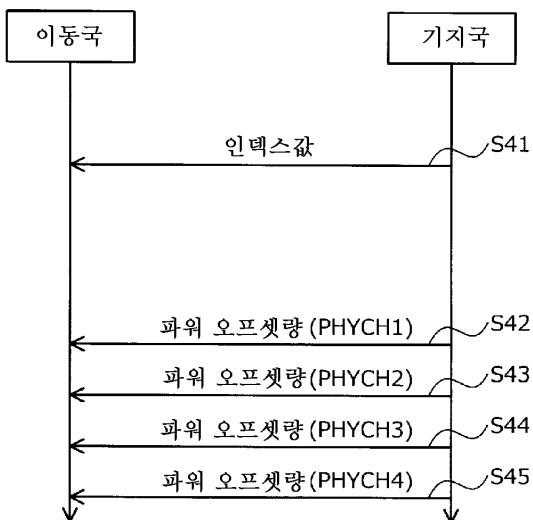 이동국
기지국
인덱스값
S41
파워 오프셋량(PHYCH1)
S42
파워 오프셋량(PHYCH2)
S43
파워 오프셋량(PHYCH3)
S44
파워 오프셋량(PHYCH4)
S45